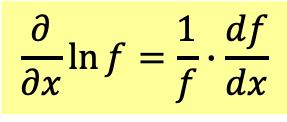 ∂/∂x ln f = 1/f · df/dx